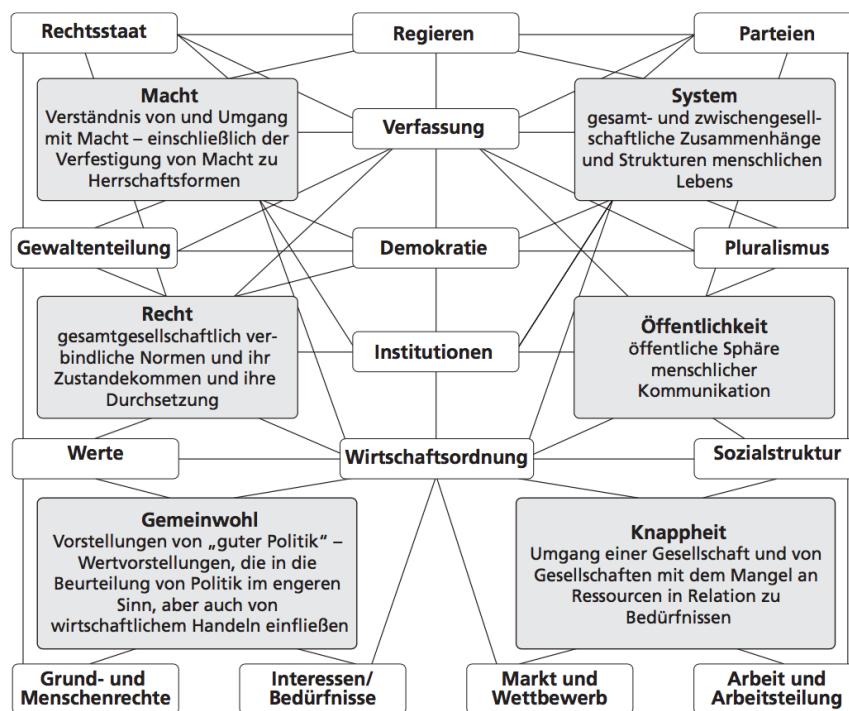 Rechtsstaat
Regieren
Parteien
Macht
Verständnis von und Umgang
mit Macht – einschließlich der
Verfestigung von Macht zu
Herrschaftsformen
System
gesamt- und zwischengesell-
schaftliche Zusammenhänge
und Strukturen menschlichen
Lebens
Verfassung
Gewaltenteilung
Demokratie
Pluralismus
Recht
gesamtgesellschaftlich ver-
bindliche Normen und ihr
Zustandekommen und ihre
Durchsetzung
Institutionen
Öffentlichkeit
öffentliche Sphäre
menschlicher
Kommunikation
Werte
Wirtschaftsordnung
Sozialstruktur
Gemeinwohl
Vorstellungen von „guter Politik“ –
Wertvorstellungen, die in die
Beurteilung von Politik im engeren
Sinn, aber auch von
wirtschaftlichem Handeln einfließen
Knappheit
Umgang einer Gesellschaft und von
Gesellschaften mit dem Mangel an
Ressourcen in Relation zu
Bedürfnissen
Grund- und
Menschenrechte
Interessen/
Bedürfnisse
Markt und
Wettbewerb
Arbeit und
Arbeitsteilung